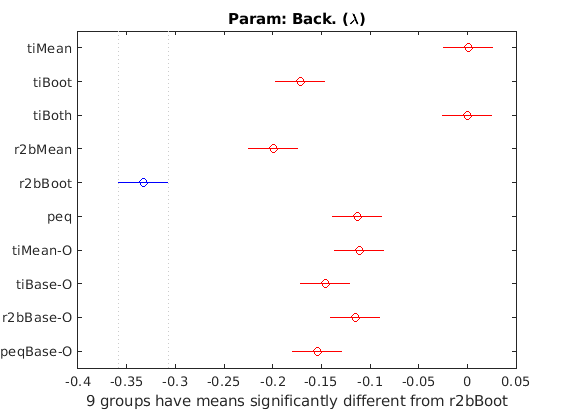 Param: Back. (λ)
tiMean
tiBoot
tiBoth
r2bMean
r2bBoot
peq
tiMean-O
tiBase-O
r2bBase-O
peqBase-O
-0.4 -0.35 -0.3 -0.25 -0.2 -0.15 -0.1 -0.05 0 0.05
9 groups have means significantly different from r2bBoot